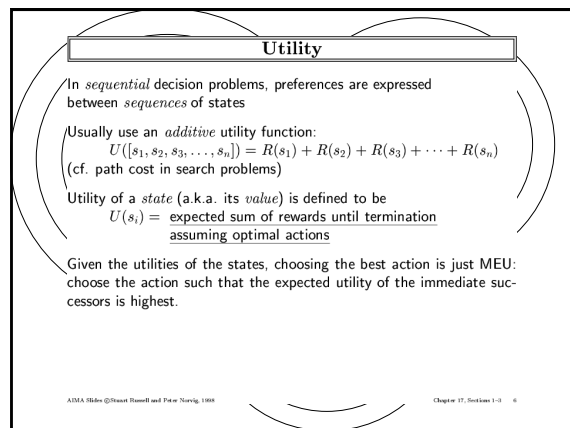 Utility
In sequential decision problems, preferences are expressed
between sequences of states
Usually use an additive utility function:
U([s₁, s₂, s₃, . . . , sₙ]) = R(s₁) + R(s₂) + R(s₃) + · · · + R(sₙ)
(cf. path cost in search problems)
Utility of a state (a.k.a. its value) is defined to be
U(sᵢ) = expected sum of rewards until termination
assuming optimal actions
Given the utilities of the states, choosing the best action is just MEU:
choose the action such that the expected utility of the immediate suc-
cessors is highest.
AIMA Slides ©Stuart Russell and Peter Norvig, 1998 Chapter 17, Sections 1–3 6